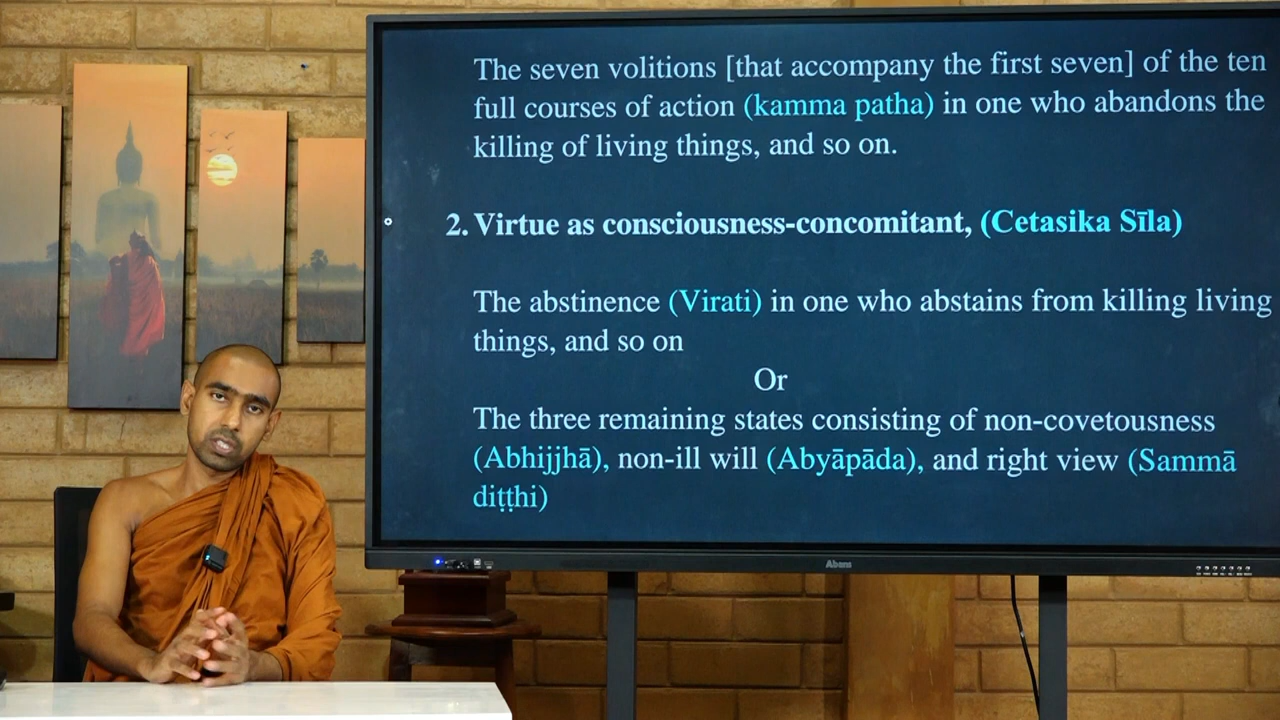 The seven volitions [that accompany the first seven] of the ten
full courses of action (kamma patha) in one who abandons the
killing of living things, and so on.
2. Virtue as consciousness-concomitant, (Cetasika Sīla)
The abstinence (Virati) in one who abstains from killing living
things, and so on
Or
The three remaining states consisting of non-covetousness
(Abhijjhā), non-ill will (Abyāpāda), and right view (Sammā
diṭṭhi)
Abans